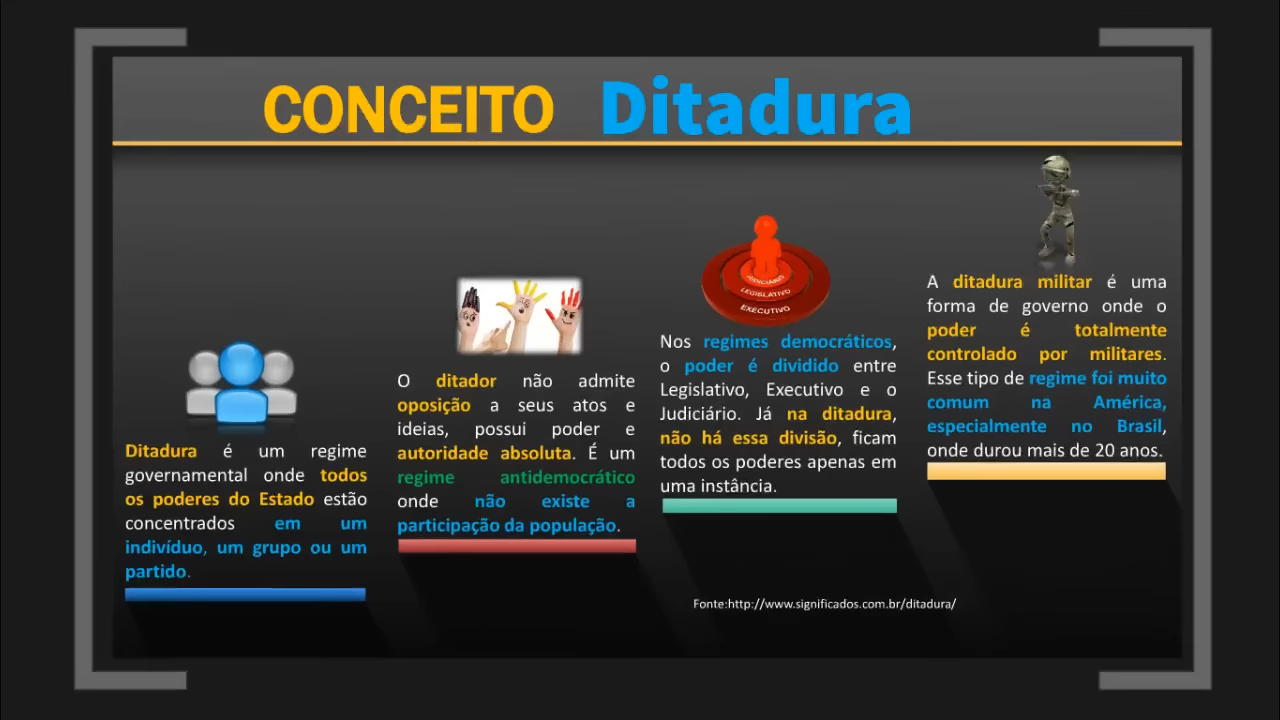 CONCEITO Ditadura
Ditadura é um regime
governamental onde todos
os poderes do Estado estão
concentrados em um
indivíduo, um grupo ou um
partido.
O ditador não admite
oposição a seus atos e
ideias, possui poder e
autoridade absoluta. É um
regime antidemocrático
onde não existe a
participação da população.
JUDICIÁRIO
LEGISLATIVO
EXECUTIVO
Nos regimes democráticos,
o poder é dividido entre
Legislativo, Executivo e o
Judiciário. Já na ditadura,
não há essa divisão, ficam
todos os poderes apenas em
uma instância.
A ditadura militar é uma
forma de governo onde o
poder é totalmente
controlado por militares.
Esse tipo de regime foi muito
comum na América,
especialmente no Brasil,
onde durou mais de 20 anos.
Fonte:http://www.significados.com.br/ditadura/